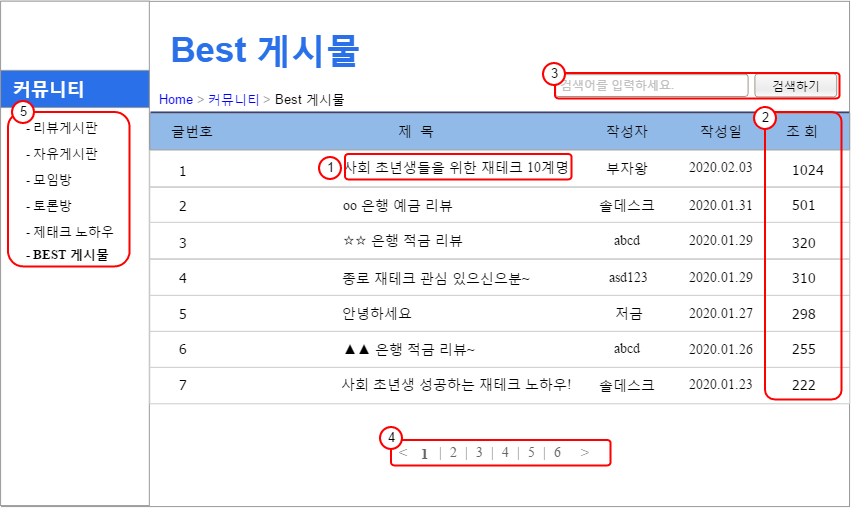 Best 게시물
3
검색어를 입력하세요.
검색하기
커뮤니티
Home > 커뮤니티 > Best 게시물
5
- 리뷰게시판
- 자유게시판
- 모임방
- 토론방
- 제태크 노하우
- BEST 게시물
2
글번호 제 목 작성자 작성일 조 회
1 1 사회 초년생들을 위한 재테크 10계명 부자왕 2020.02.03 1024
2 oo 은행 예금 리뷰 솔데스크 2020.01.31 501
3 ☆☆ 은행 적금 리뷰 abcd 2020.01.29 320
4 종로 재테크 관심 있으신으분~ asd123 2020.01.29 310
5 안녕하세요 저금 2020.01.27 298
6 ▲▲ 은행 적금 리뷰~ abcd 2020.01.26 255
7 사회 초년생 성공하는 재테크 노하우! 솔데스크 2020.01.23 222
4
< 1 | 2 | 3 | 4 | 5 | 6 >